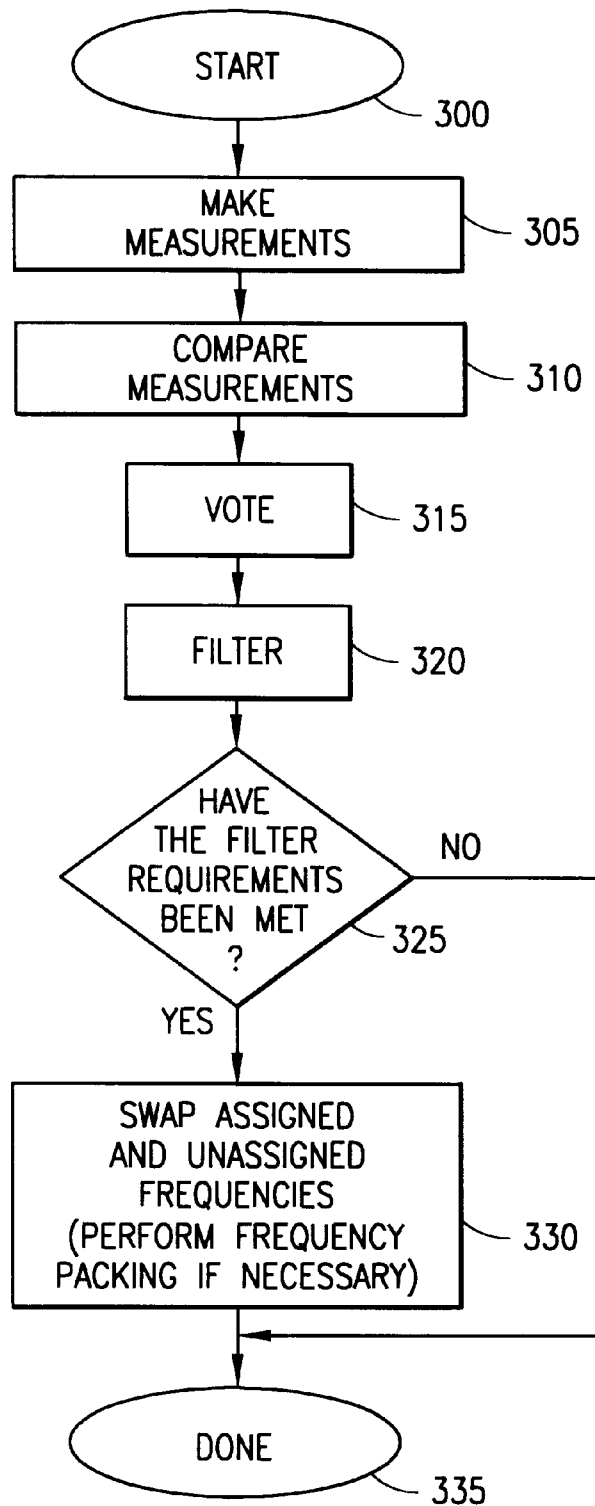 START
300
MAKE
MEASUREMENTS
305
COMPARE
MEASUREMENTS
310
VOTE
315
FILTER
320
HAVE
THE FILTER
REQUIREMENTS
BEEN MET
?
325
NO
YES
SWAP ASSIGNED
AND UNASSIGNED
FREQUENCIES
(PERFORM FREQUENCY
PACKING IF NECESSARY)
330
DONE
335